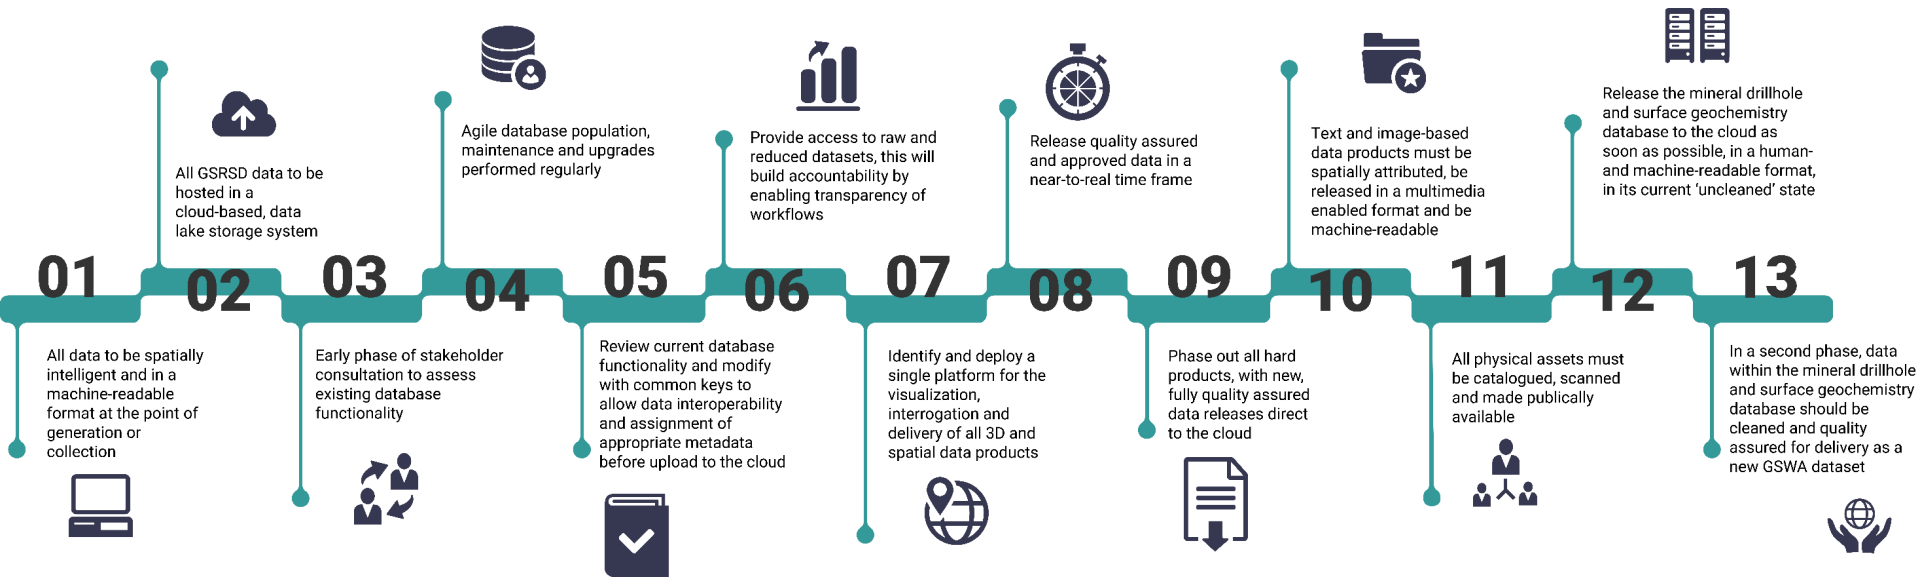 01
All data to be spatially
intelligent and in a
machine-readable
format at the point of
generation or
collection
02
All GSRSD data to be
hosted in a
cloud-based, data
lake storage system
03
Early phase of stakeholder
consultation to assess
existing database
functionality
04
Agile database population,
maintenance and upgrades
performed regularly
05
Review current database
functionality and modify
with common keys to
allow data interoperability
and assignment of
appropriate metadata
before upload to the cloud
06
Provide access to raw and
reduced datasets, this will
build accountability by
enabling transparency of
workflows
07
Identify and deploy a
single platform for the
visualization,
interrogation and
delivery of all 3D and
spatial data products
08
Release quality assured
and approved data in a
near-to-real time frame
09
Phase out all hard
products, with new,
fully quality assured
data releases direct
to the cloud
10
Text and image-based
data products must be
spatially attributed, be
released in a multimedia
enabled format and be
machine-readable
11
All physical assets must
be catalogued, scanned
and made publically
available
12
Release the mineral drillhole
and surface geochemistry
database to the cloud as
soon as possible, in a human-
and machine-readable format,
in its current ‘uncleaned’ state
13
In a second phase, data
within the mineral drillhole
and surface geochemistry
database should be
cleaned and quality
assured for delivery as a
new GSWA dataset